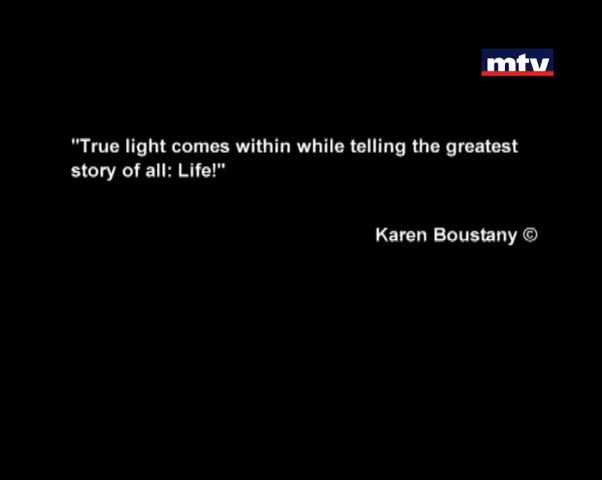 mtv
"True light comes within while telling the greatest
story of all: Life!"
Karen Boustany ©